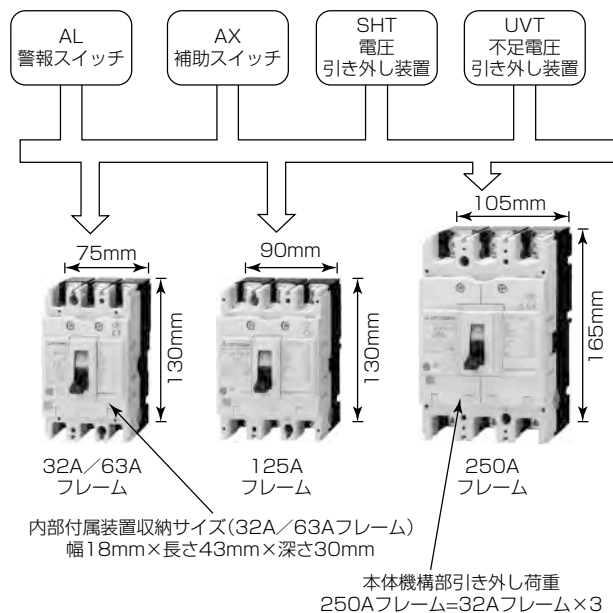 AL
警報スイッチ
AX
補助スイッチ
SHT
電圧
引き外し装置
UVT
不足電圧
引き外し装置
75mm
90mm
105mm
130mm
130mm
165mm
32A／63A
フレーム
125A
フレーム
250A
フレーム
内部付属装置収納サイズ(32A／63Aフレーム)
幅18mm×長さ43mm×深さ30mm
本体機構部引き外し荷重
250Aフレーム=32Aフレーム×3